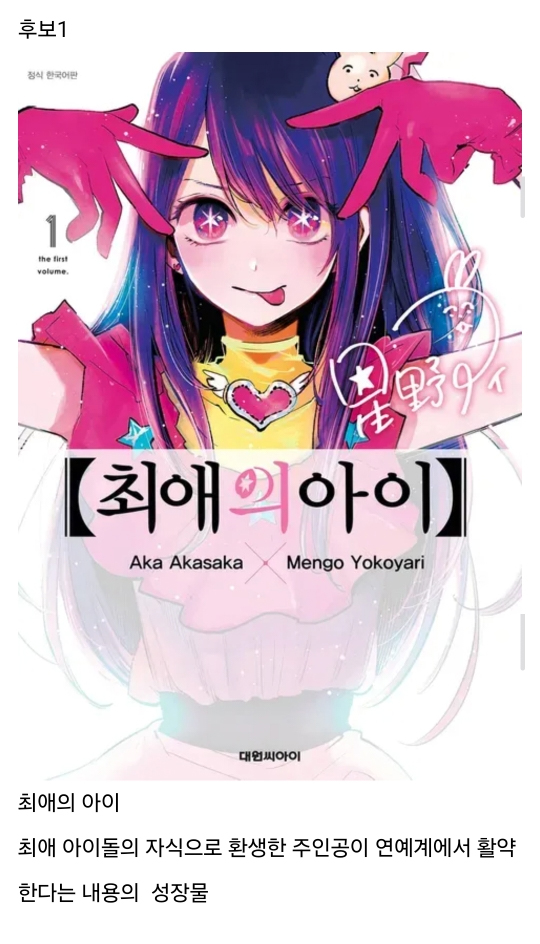 후보1
정식 한국어판
1
the first
volume.
星野アイ
【최애의 아이】
Aka Akasaka × Mengo Yokoyari
대원씨아이
최애의 아이
최애 아이돌의 자식으로 환생한 주인공이 연예계에서 활약
한다는 내용의 성장물